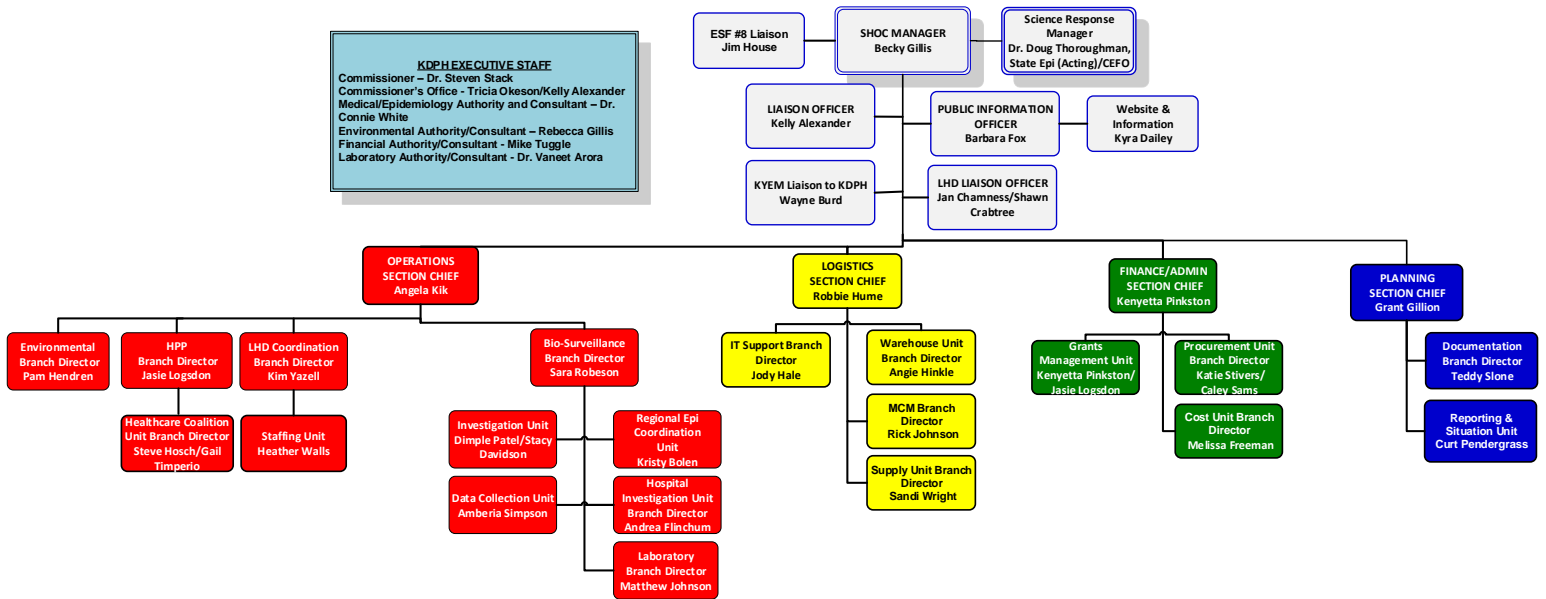 ESF #8 Liaison
Jim House
SHOC MANAGER
Becky Gillis
Science Response
Manager
Dr. Doug Thoroughman,
State Epi (Acting)/CEFO
KDPH EXECUTIVE STAFF
Commissioner – Dr. Steven Stack
Commissioner's Office - Tricia Okeson/Kelly Alexander
Medical/Epidemiology Authority and Consultant – Dr.
Connie White
Environmental Authority/Consultant – Rebecca Gillis
Financial Authority/Consultant - Mike Tuggle
Laboratory Authority/Consultant - Dr. Vaneet Arora
LIAISON OFFICER
Kelly Alexander
PUBLIC INFORMATION
OFFICER
Barbara Fox
Website &
Information
Kyra Dailey
KYEM Liaison to KDPH
Wayne Burd
LHD LIAISON OFFICER
Jan Chamness/Shawn
Crabtree
OPERATIONS
SECTION CHIEF
Angela Kik
LOGISTICS
SECTION CHIEF
Robbie Hume
FINANCE/ADMIN
SECTION CHIEF
Kenyetta Pinkston
PLANNING
SECTION CHIEF
Grant Gillion
Environmental
Branch Director
Pam Hendren
HPP
Branch Director
Jasie Logsdon
LHD Coordination
Branch Director
Kim Yazell
Bio-Surveillance
Branch Director
Sara Robeson
Healthcare Coalition
Unit Branch Director
Steve Hosch/Gail
Timperio
Staffing Unit
Heather Walls
Investigation Unit
Dimple Patel/Stacy
Davidson
Regional Epi
Coordination
Unit
Kristy Bolen
Data Collection Unit
Amberia Simpson
Hospital
Investigation Unit
Branch Director
Andrea Flinchum
Laboratory
Branch Director
Matthew Johnson
IT Support Branch
Director
Jody Hale
Warehouse Unit
Branch Director
Angie Hinkle
MCM Branch
Director
Rick Johnson
Supply Unit Branch
Director
Sandi Wright
Grants
Management Unit
Kenyetta Pinkston/
Jasie Logsdon
Procurement Unit
Branch Director
Katie Stivers/
Caley Sams
Cost Unit Branch
Director
Melissa Freeman
Documentation
Branch Director
Teddy Slone
Reporting &
Situation Unit
Curt Pendergrass